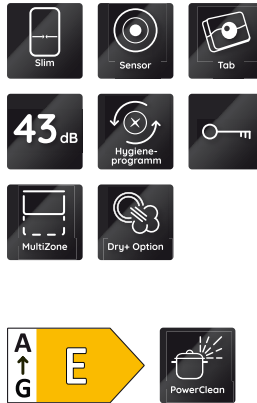 Slim
Sensor
Tab
43 dB
Hygiene-
programm
MultiZone
Dry+ Option
A
G
E
PowerClean